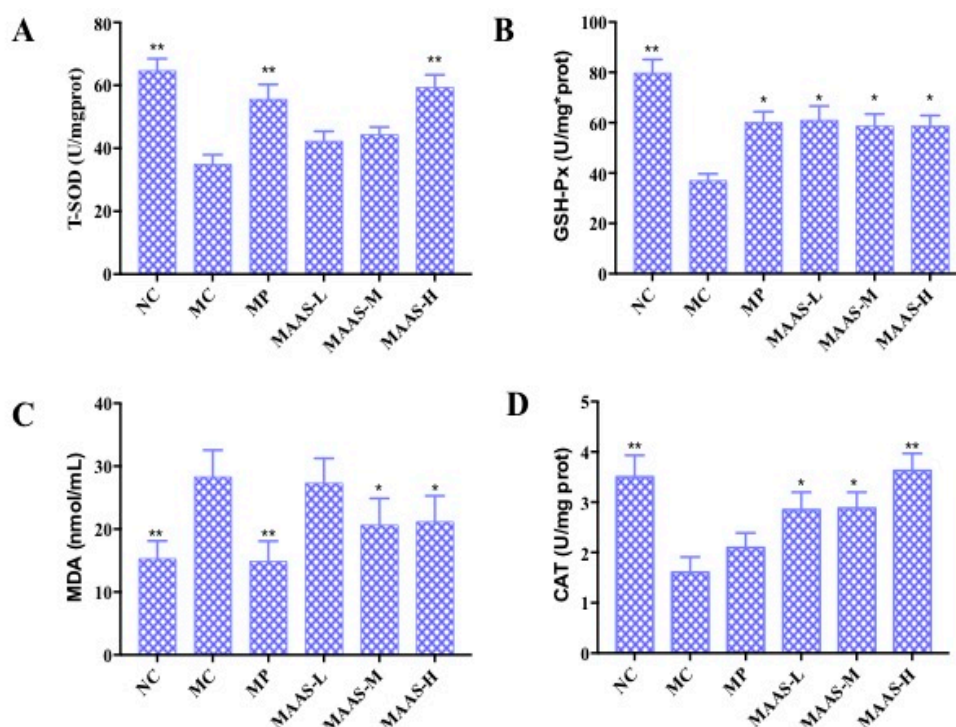 A
T-SOD (U/mgprot)
80
60
40
20
0
**
**
**
NC
MC
MP
MAAS-L
MAAS-M
MAAS-H
B
GSH-Px (U/mg*prot)
100
80
60
40
20
0
**
*
*
*
*
NC
MC
MP
MAAS-L
MAAS-M
MAAS-H
C
MDA (nmol/mL)
40
30
20
10
0
**
**
*
*
NC
MC
MP
MAAS-L
MAAS-M
MAAS-H
D
CAT (U/mg prot)
5
4
3
2
1
0
**
*
*
**
NC
MC
MP
MAAS-L
MAAS-M
MAAS-H